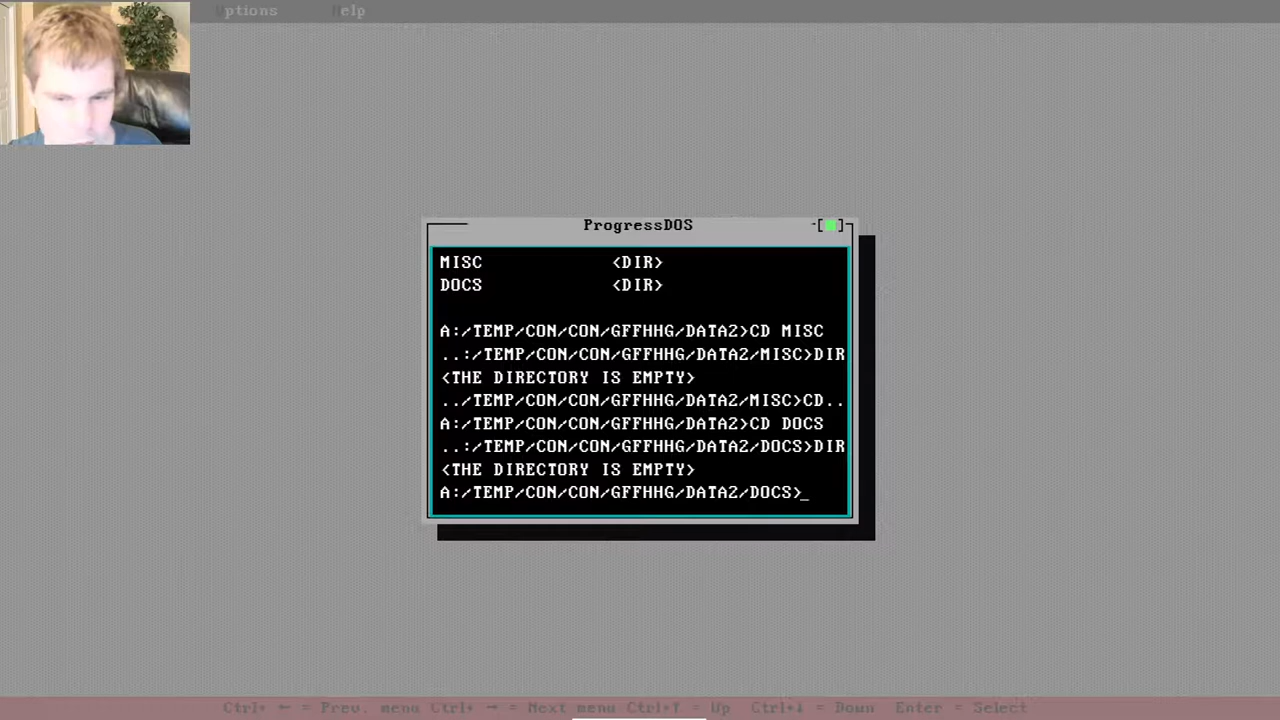 Options Help
ProgressDOS
[■]
MISC <DIR>
DOCS <DIR>
A:/TEMP/CON/CON/GFFHHG/DATA2>CD MISC
..:/TEMP/CON/CON/GFFHHG/DATA2/MISC>DIR
<THE DIRECTORY IS EMPTY>
../TEMP/CON/CON/GFFHHG/DATA2/MISC>CD..
A:/TEMP/CON/CON/GFFHHG/DATA2>CD DOCS
..:/TEMP/CON/CON/GFFHHG/DATA2/DOCS>DIR
<THE DIRECTORY IS EMPTY>
A:/TEMP/CON/CON/GFFHHG/DATA2/DOCS>_
Ctrl+ ← = Prev. menu Ctrl+ → = Next menu Ctrl+↑ = Up Ctrl+↓ = Down Enter = Select